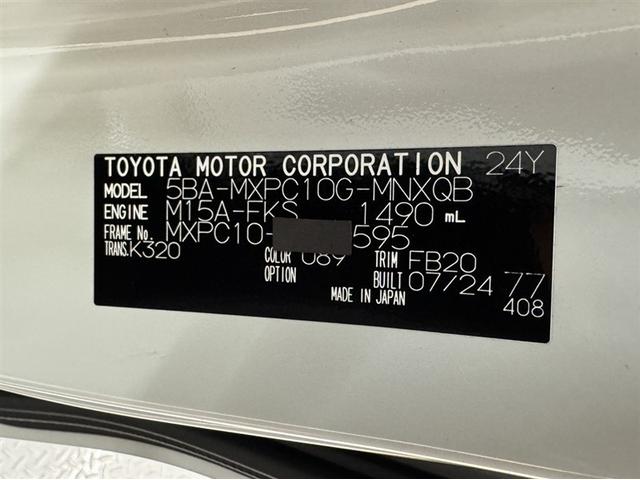 TOYOTA MOTOR CORPORATION 24Y
MODEL 5BA-MXPC10G-MNXQB
ENGINE M15A-FKS 1490 mL
FRAME No. MXPC10- 595
TRANS. K320 COLOR 089 TRIM FB20
OPTION BUILT 07/24 77
MADE IN JAPAN 408